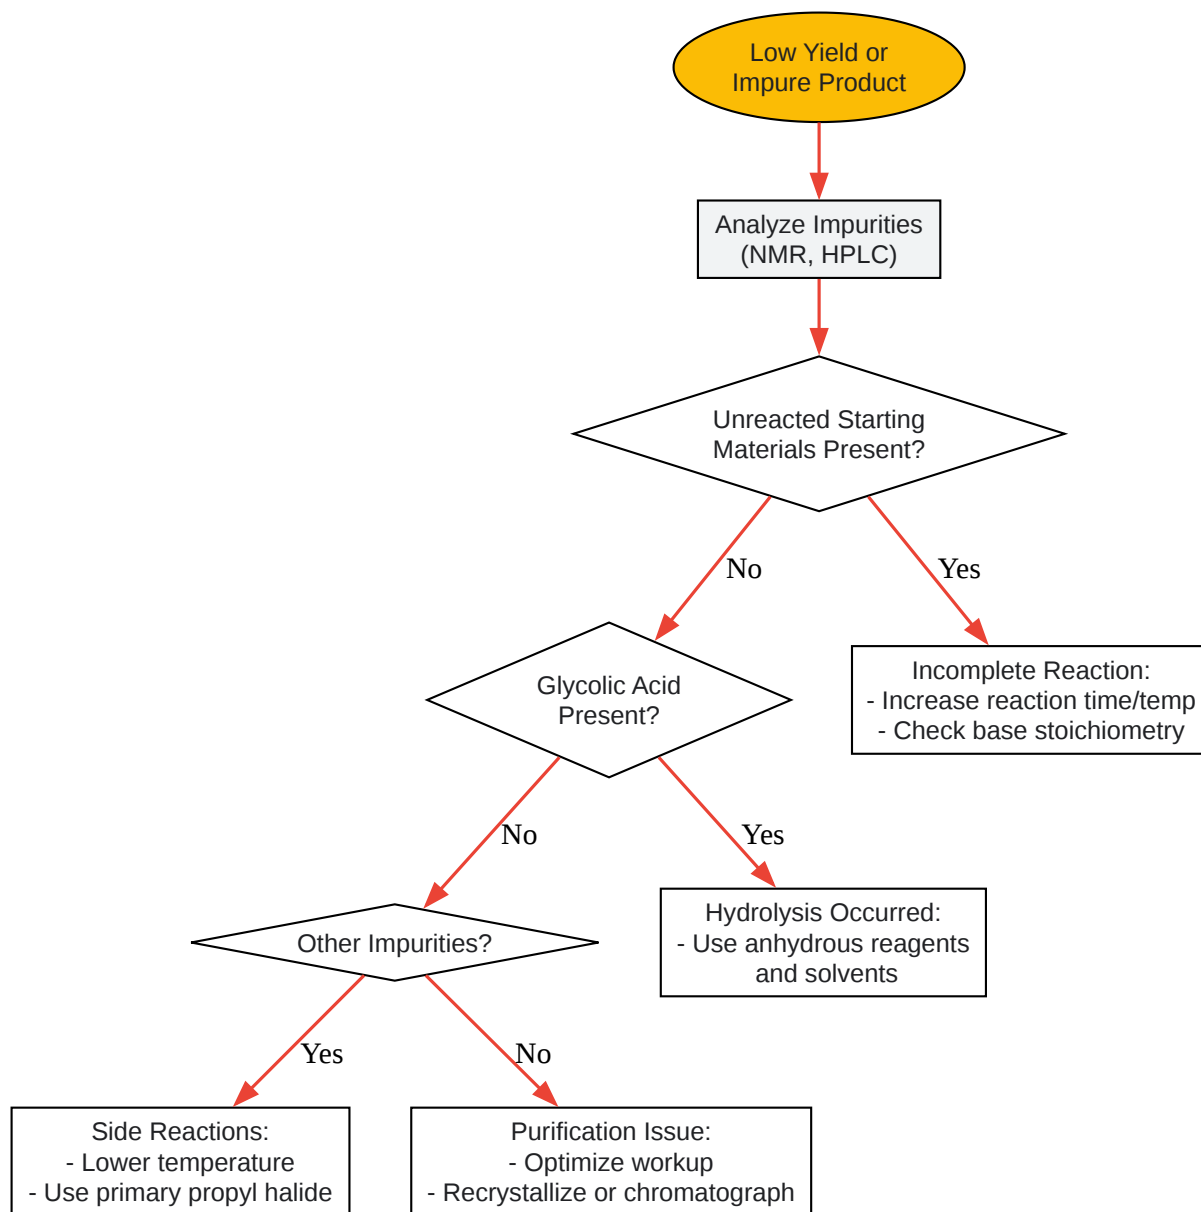 Low Yield or
Impure Product
Analyze Impurities
(NMR, HPLC)
Unreacted Starting
Materials Present?
No
Yes
Glycolic Acid
Present?
Incomplete Reaction:
- Increase reaction time/temp
- Check base stoichiometry
No
Yes
Other Impurities?
Hydrolysis Occurred:
- Use anhydrous reagents
and solvents
Yes
No
Side Reactions:
- Lower temperature
- Use primary propyl halide
Purification Issue:
- Optimize workup
- Recrystallize or chromatograph